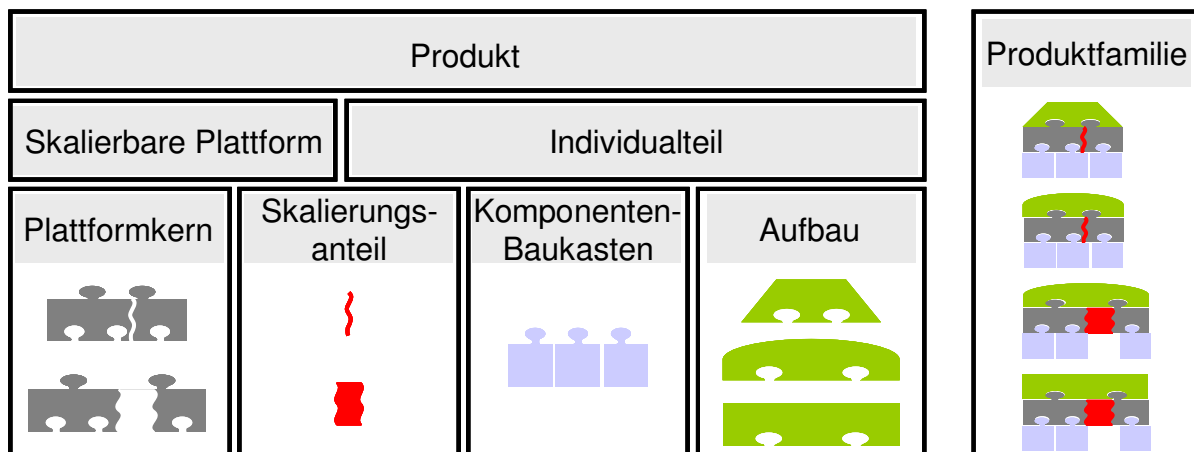 Produkt
Produktfamilie
Skalierbare Plattform
Individualteil
Plattformkern
Skalierungs-
anteil
Komponenten-
Baukasten
Aufbau